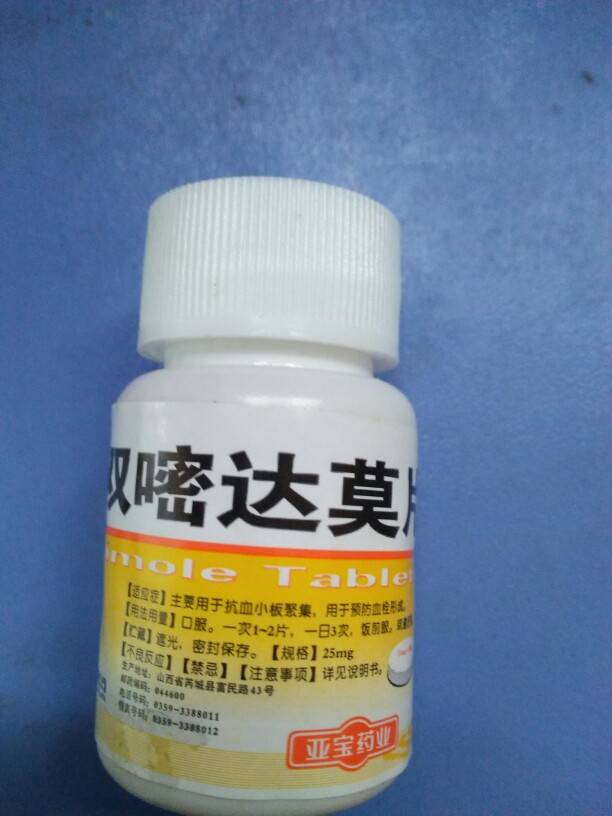 双嘧达莫片
mole Table
【适应症】主要用于抗血小板聚集，用于预防血栓形成。
【用法用量】口服。一次1~2片，一日3次，饭前服。
【贮藏】遮光，密封保存。【规格】25mg
【不良反应】【禁忌】【注意事项】详见说明书。
生产地址：山西省芮城县富民路43号
邮政编码：044600
电话号码：0359-3388011
传真号码：0359-3388012
亚宝药业